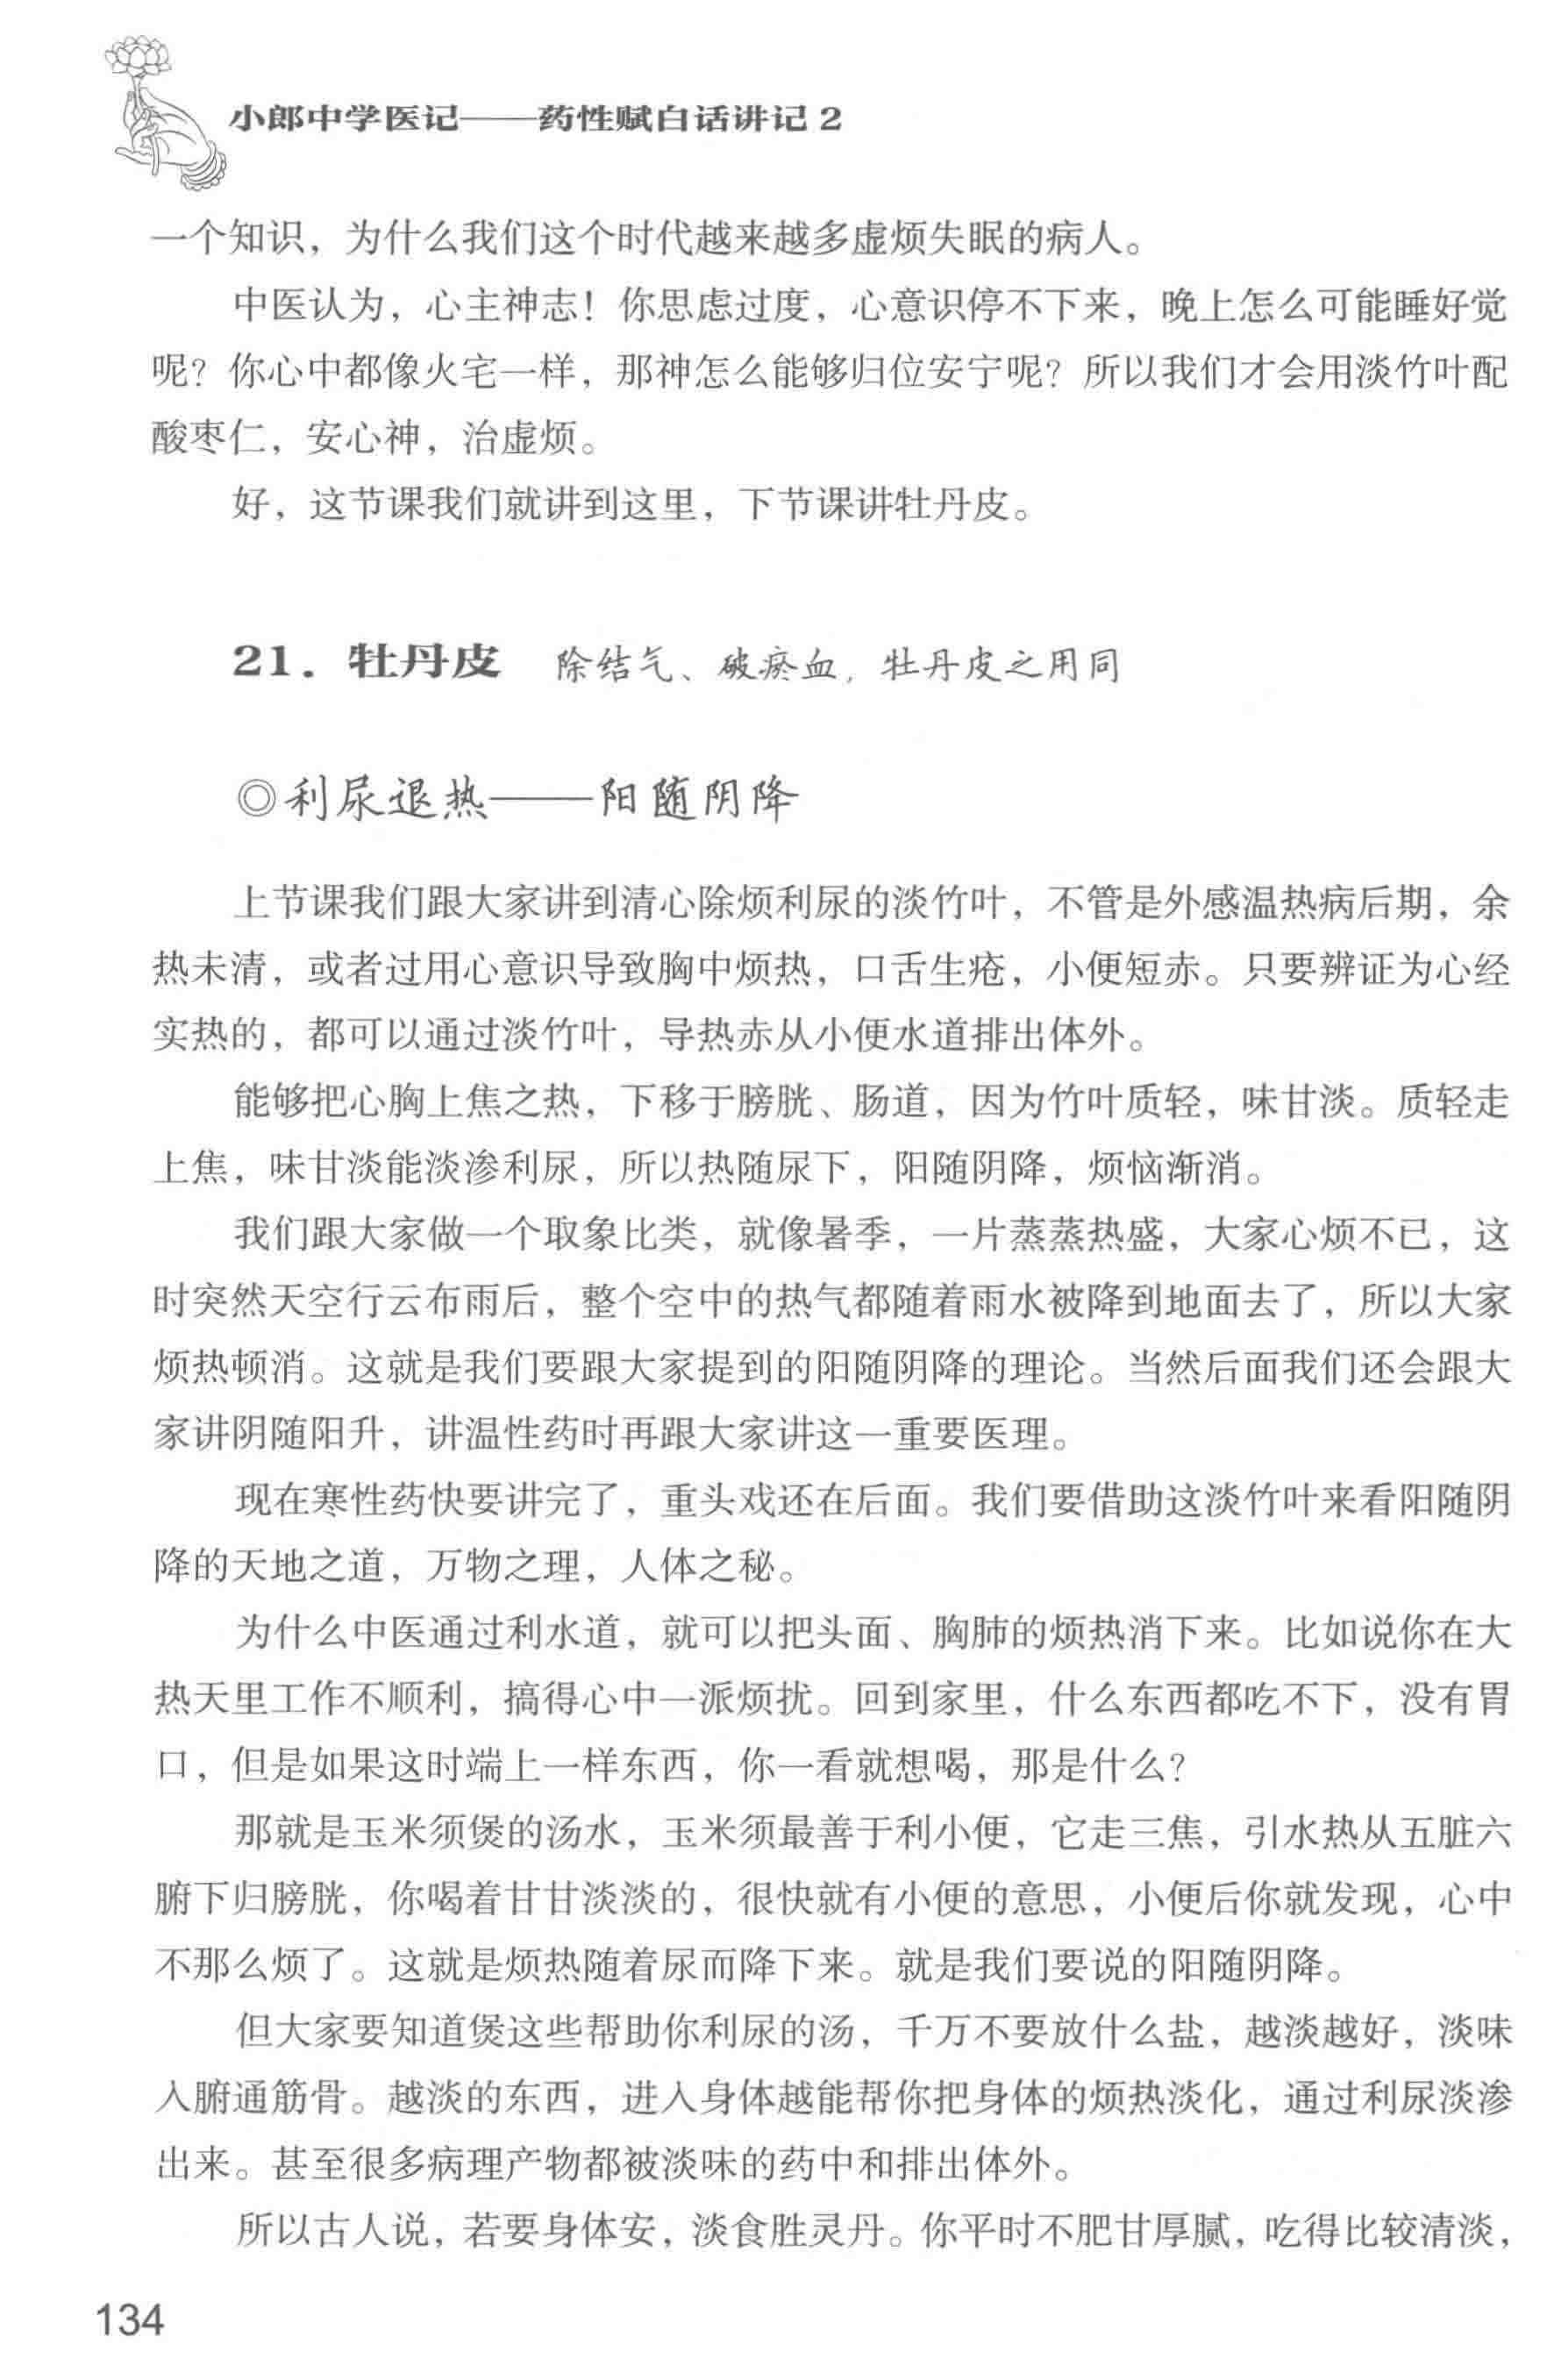 小郎中学医记——药性赋白话讲记2
一个知识，为什么我们这个时代越来越多虚烦失眠的病人。
中医认为，心主神志！你思虑过度，心意识停不下来，晚上怎么可能睡好觉
呢？你心中都像火宅一样，那神怎么能够归位安宁呢？所以我们才会用淡竹叶配
酸枣仁，安心神，治虚烦。
好，这节课我们就讲到这里，下节课讲牡丹皮。
21．牡丹皮　除结气、破瘀血，牡丹皮之用同
◎利尿退热——阳随阴降
上节课我们跟大家讲到清心除烦利尿的淡竹叶，不管是外感温热病后期，余
热未清，或者过用心意识导致胸中烦热，口舌生疮，小便短赤。只要辨证为心经
实热的，都可以通过淡竹叶，导热赤从小便水道排出体外。
能够把心胸上焦之热，下移于膀胱、肠道，因为竹叶质轻，味甘淡。质轻走
上焦，味甘淡能淡渗利尿，所以热随尿下，阳随阴降，烦恼渐消。
我们跟大家做一个取象比类，就像暑季，一片蒸蒸热盛，大家心烦不已，这
时突然天空行云布雨后，整个空中的热气都随着雨水被降到地面去了，所以大家
烦热顿消。这就是我们要跟大家提到的阳随阴降的理论。当然后面我们还会跟大
家讲阴随阳升，讲温性药时再跟大家讲这一重要医理。
现在寒性药快要讲完了，重头戏还在后面。我们要借助这淡竹叶来看阳随阴
降的天地之道，万物之理，人体之秘。
为什么中医通过利水道，就可以把头面、胸肺的烦热消下来。比如说你在大
热天里工作不顺利，搞得心中一派烦扰。回到家里，什么东西都吃不下，没有胃
口，但是如果这时端上一样东西，你一看就想喝，那是什么？
那就是玉米须煲的汤水，玉米须最善于利小便，它走三焦，引水热从五脏六
腑下归膀胱，你喝着甘甘淡淡的，很快就有小便的意思，小便后你就发现，心中
不那么烦了。这就是烦热随着尿而降下来。就是我们要说的阳随阴降。
但大家要知道煲这些帮助你利尿的汤，千万不要放什么盐，越淡越好，淡味
入腑通筋骨。越淡的东西，进入身体越能帮你把身体的烦热淡化，通过利尿淡渗
出来。甚至很多病理产物都被淡味的药中和排出体外。
所以古人说，若要身体安，淡食胜灵丹。你平时不肥甘厚腻，吃得比较清淡，
134